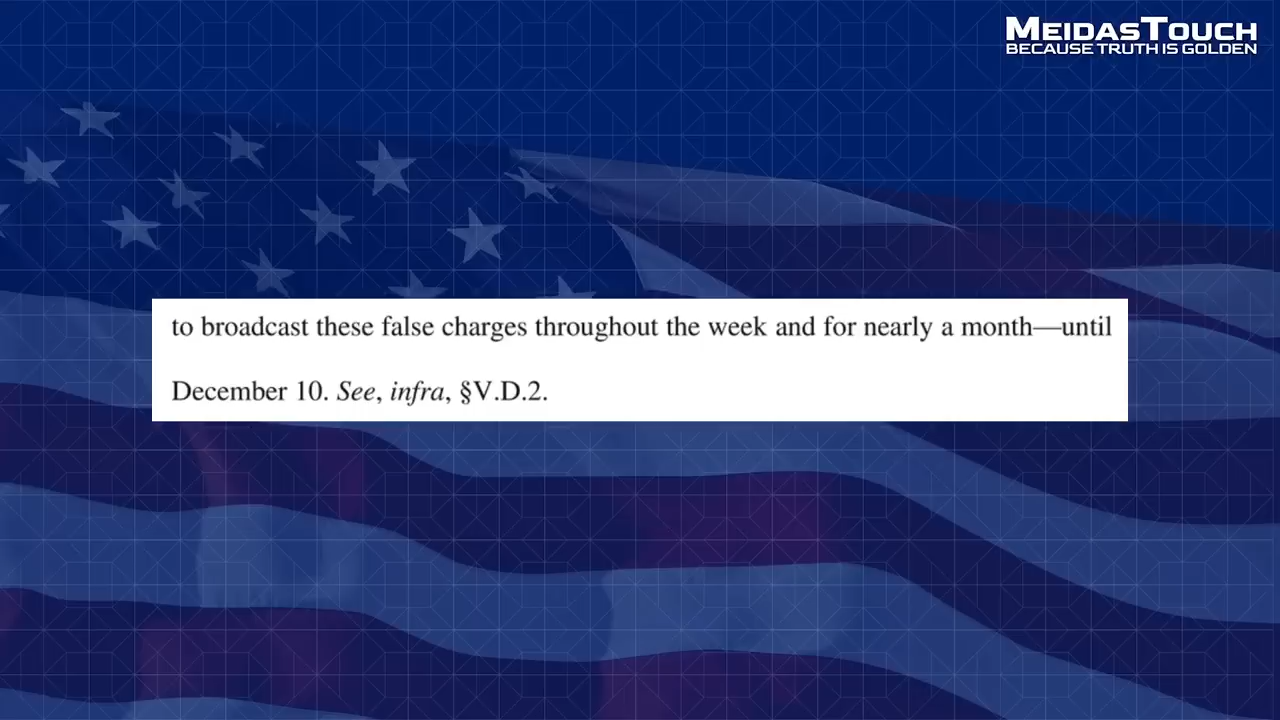 MEIDASTOUCH
BECAUSE TRUTH IS GOLDEN
to broadcast these false charges throughout the week and for nearly a month—until
December 10. See, infra, §V.D.2.